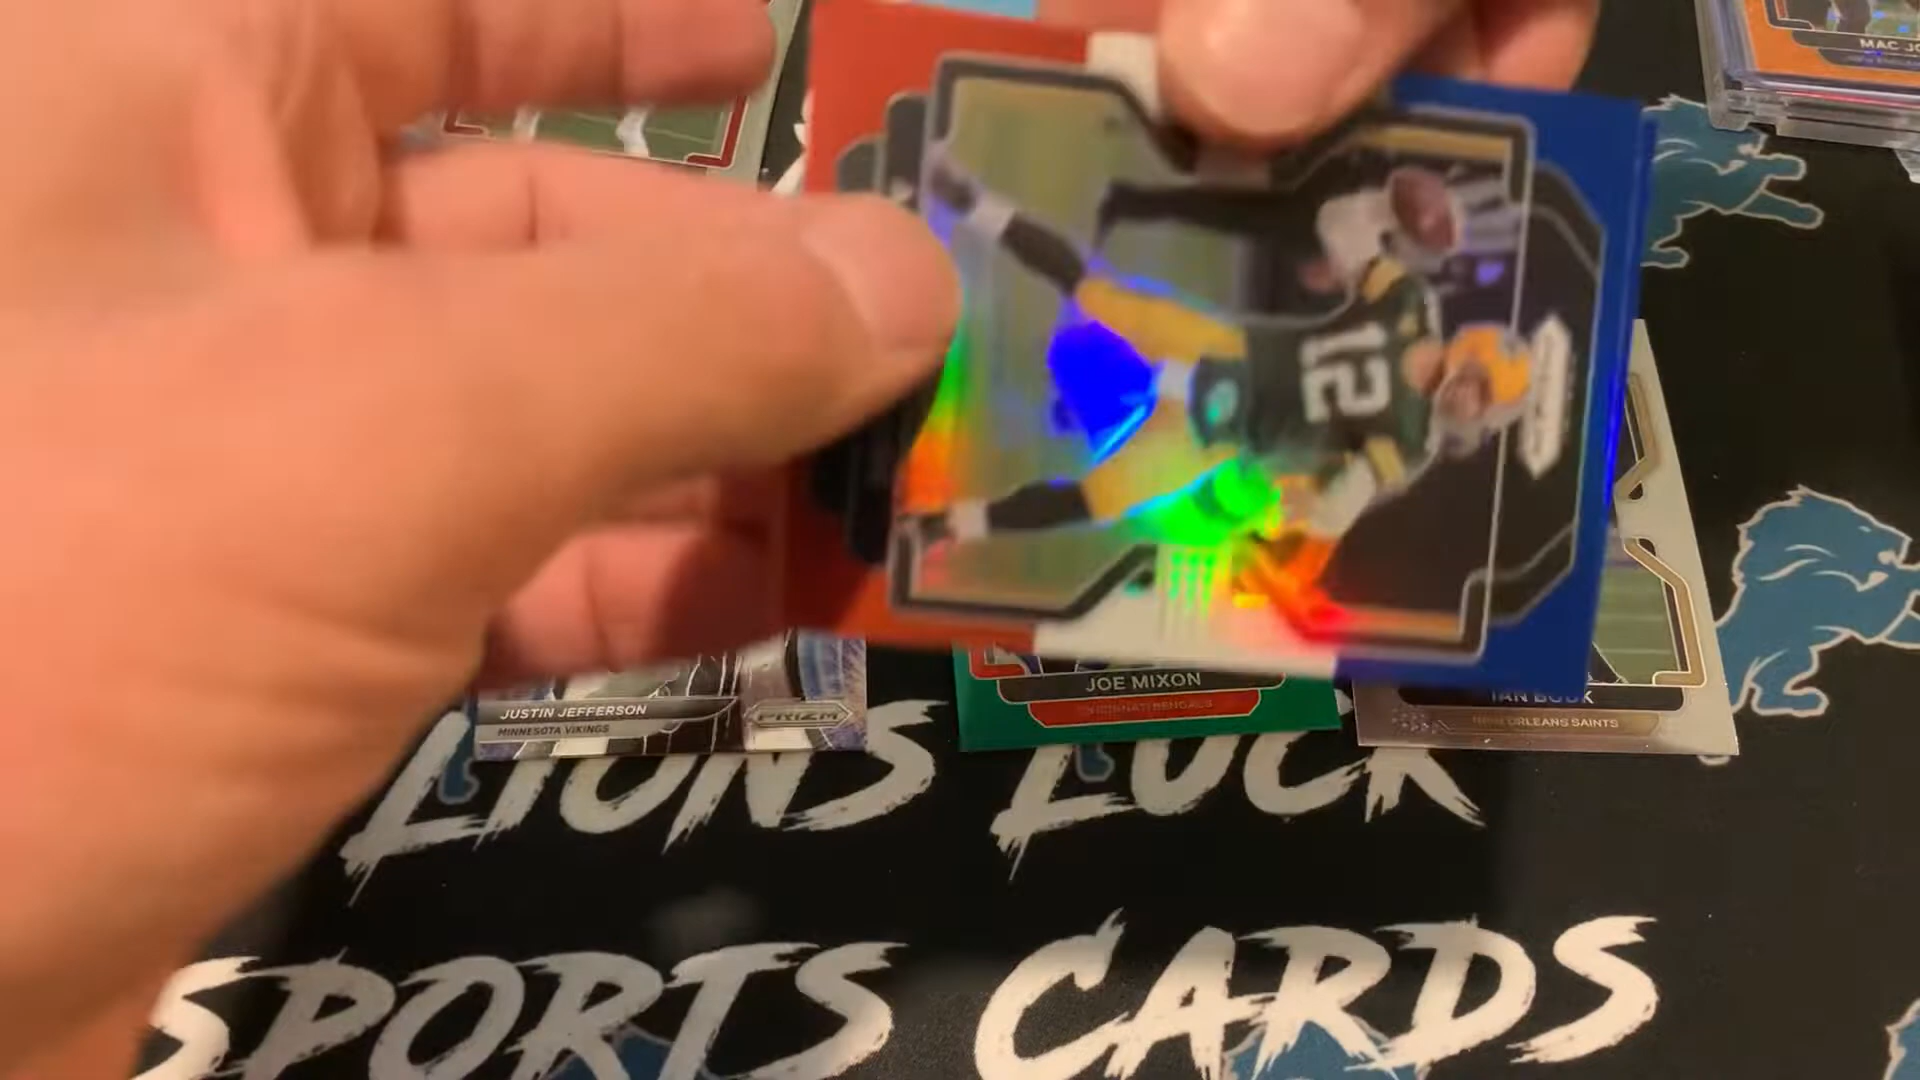 MAC JO
12
JUSTIN JEFFERSON
MINNESOTA VIKINGS
PRIZM
JOE MIXON
CINCINNATI BENGALS
IAN BOOK
NEW ORLEANS SAINTS
LIONS LUCK
SPORTS CARDS